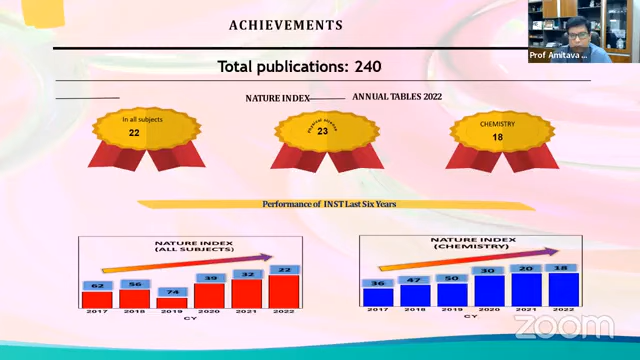 ACHIEVEMENTS
Prof Amitava ...
Total publications: 240
NATURE INDEX ANNUAL TABLES 2022
In all subjects
22
Physical science
23
CHEMISTRY
18
Performance of INST Last Six Years
NATURE INDEX
(ALL SUBJECTS)
62 56 74 39 32 22
2017 2018 2019 2020 2021 2022
CY
NATURE INDEX
(CHEMISTRY)
36 47 50 30 20 18
2017 2018 2019 2020 2021 2022
CY
zoom